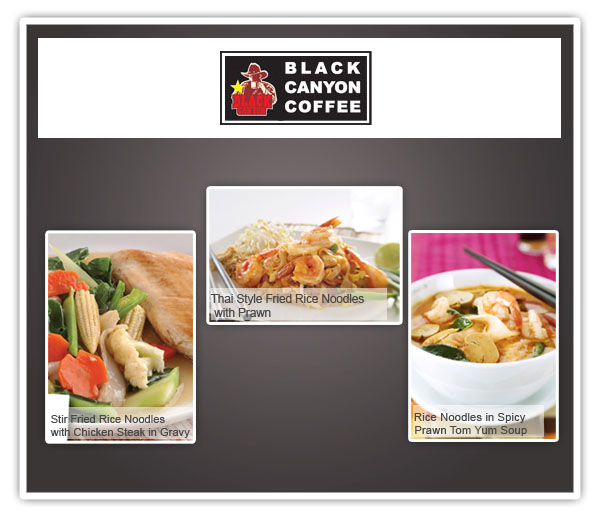 BLACK
CANYON
COFFEE
BLACK
CANYON
Thai Style Fried Rice Noodles
with Prawn
Stir Fried Rice Noodles
with Chicken Steak in Gravy
Rice Noodles in Spicy
Prawn Tom Yum Soup